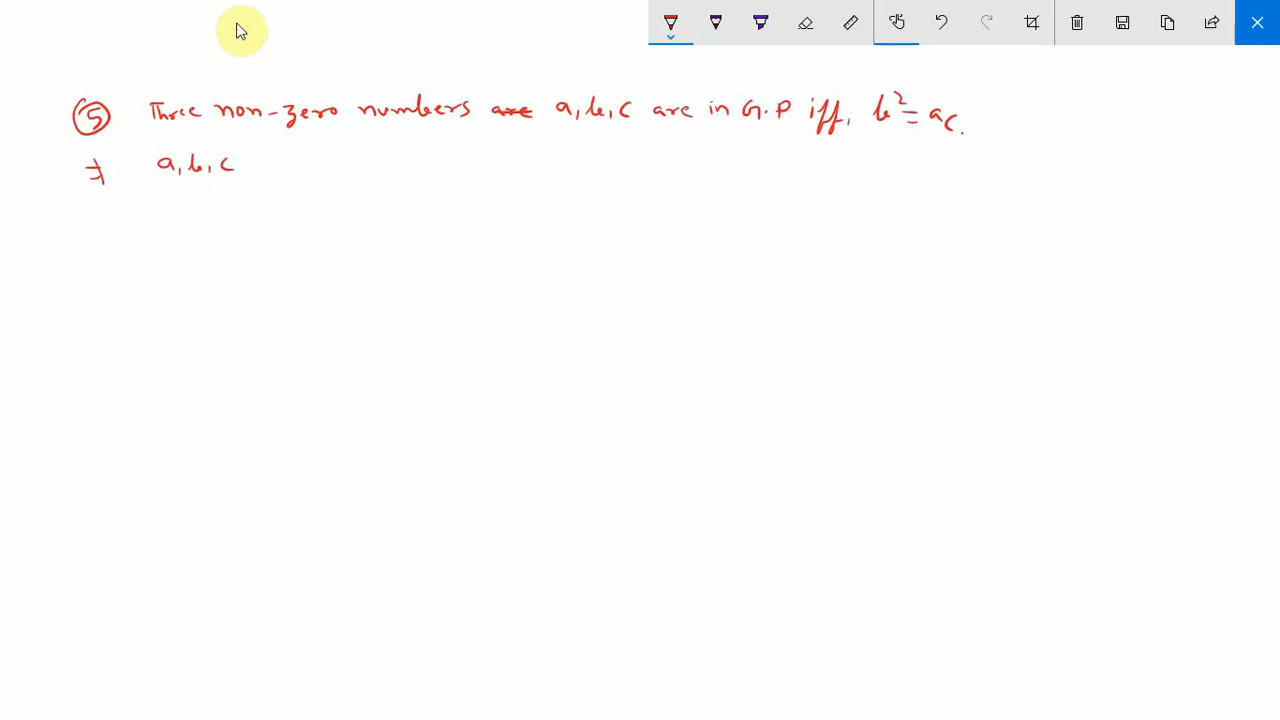 ⑤ Three non-zero numbers ~~are~~ a, b, c are in G.P iff, b² = ac.
⇒ a, b, c